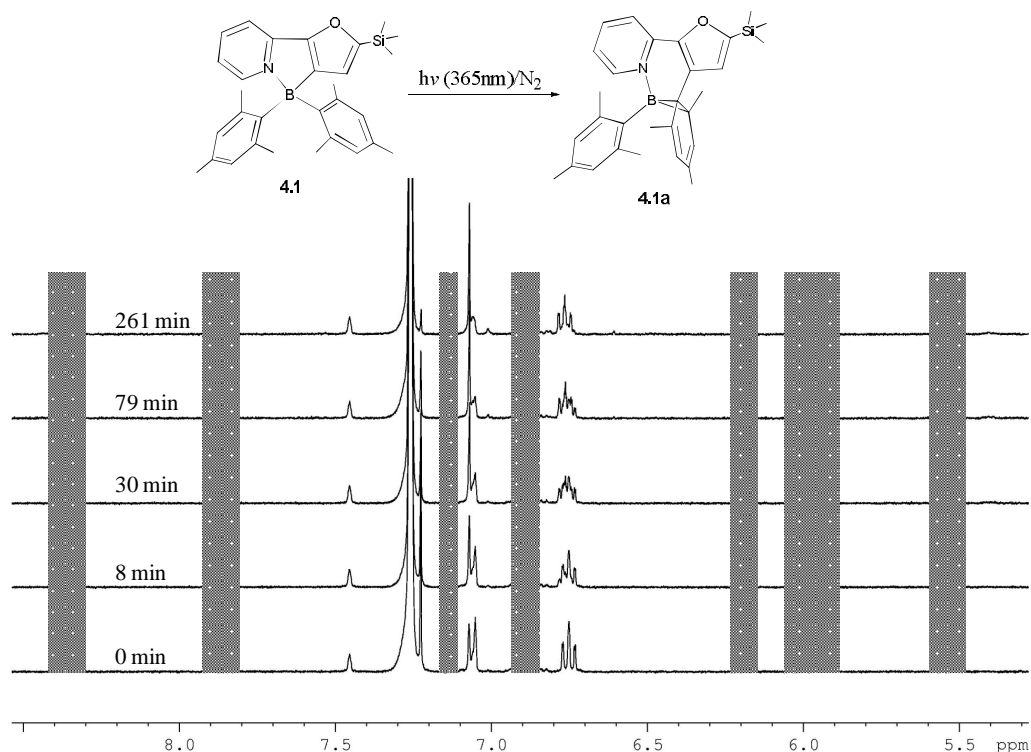 O
Si
N
B
4.1
hν (365nm)/N₂
O
Si
N
B
4.1a
261 min
79 min
30 min
8 min
0 min
8.0 7.5 7.0 6.5 6.0 5.5 ppm